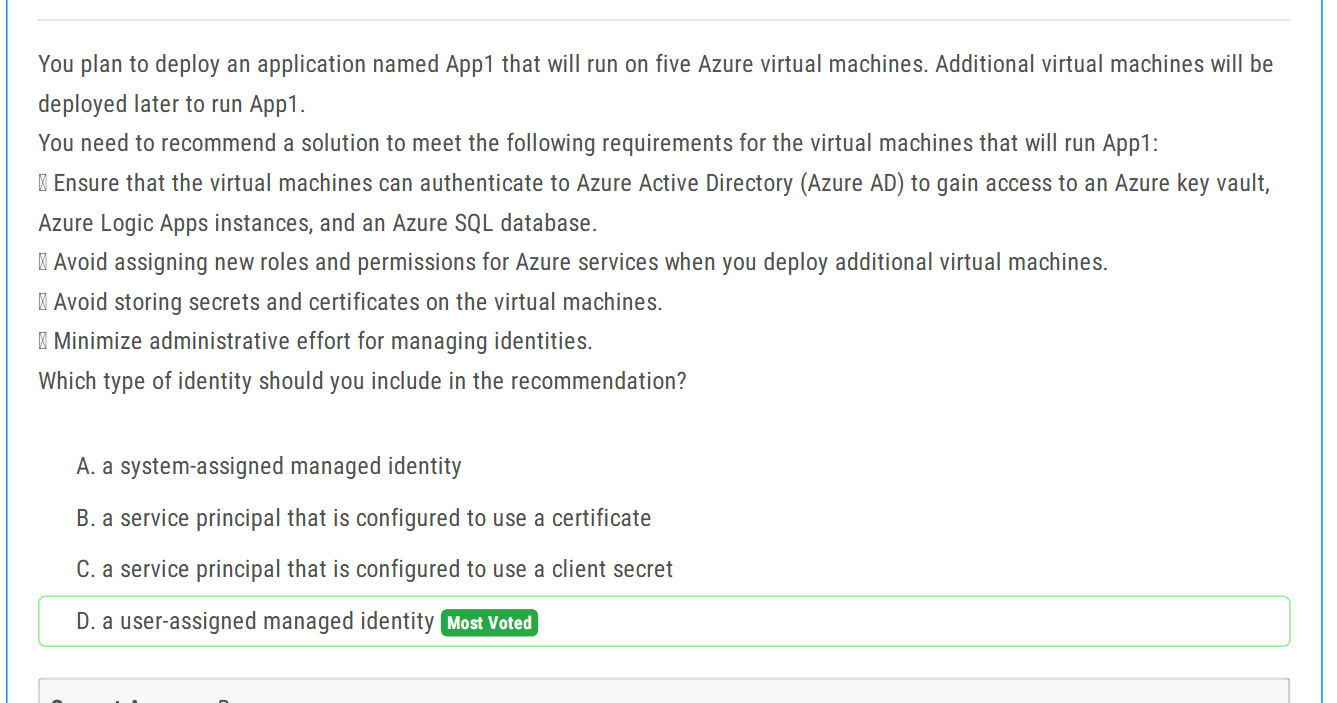 You plan to deploy an application named App1 that will run on five Azure virtual machines. Additional virtual machines will be
deployed later to run App1.
You need to recommend a solution to meet the following requirements for the virtual machines that will run App1:
Ensure that the virtual machines can authenticate to Azure Active Directory (Azure AD) to gain access to an Azure key vault,
Azure Logic Apps instances, and an Azure SQL database.
Avoid assigning new roles and permissions for Azure services when you deploy additional virtual machines.
Avoid storing secrets and certificates on the virtual machines.
Minimize administrative effort for managing identities.
Which type of identity should you include in the recommendation?
A. a system-assigned managed identity
B. a service principal that is configured to use a certificate
C. a service principal that is configured to use a client secret
D. a user-assigned managed identity Most Voted